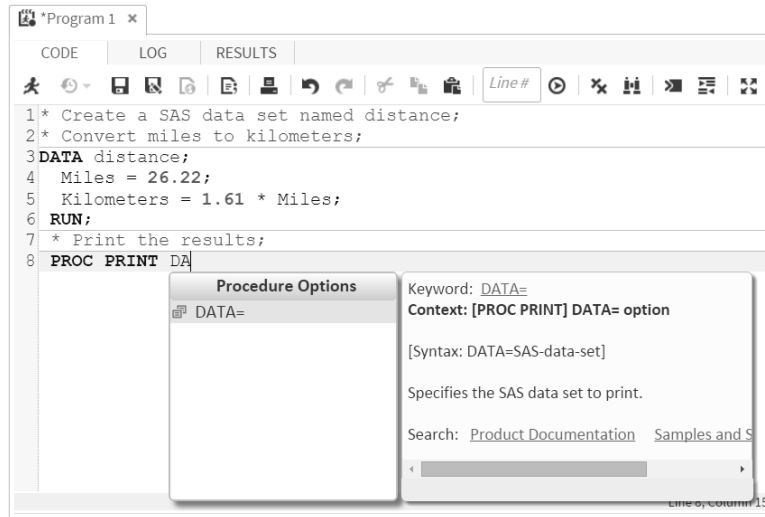 *Program 1 ×
CODE LOG RESULTS
Line #
1 * Create a SAS data set named distance;
2 * Convert miles to kilometers;
3 DATA distance;
4 Miles = 26.22;
5 Kilometers = 1.61 * Miles;
6 RUN;
7 * Print the results;
8 PROC PRINT DA
Procedure Options
DATA=
Keyword: DATA=
Context: [PROC PRINT] DATA= option
[Syntax: DATA=SAS-data-set]
Specifies the SAS data set to print.
Search: Product Documentation Samples and S
Line 8, Column 15